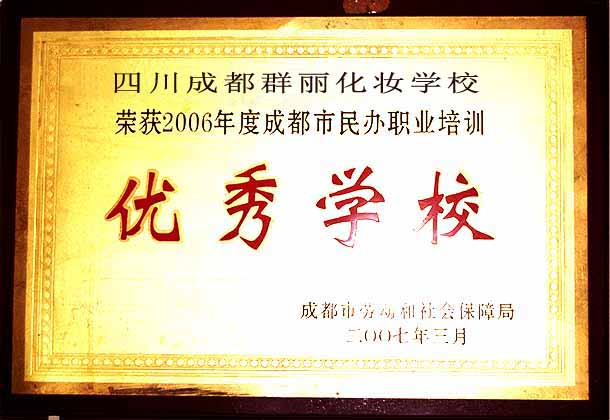 四川成都群丽化妆学校
荣获2006年度成都市民办职业培训
优秀学校
成都市劳动和社会保障局
二〇〇七年三月